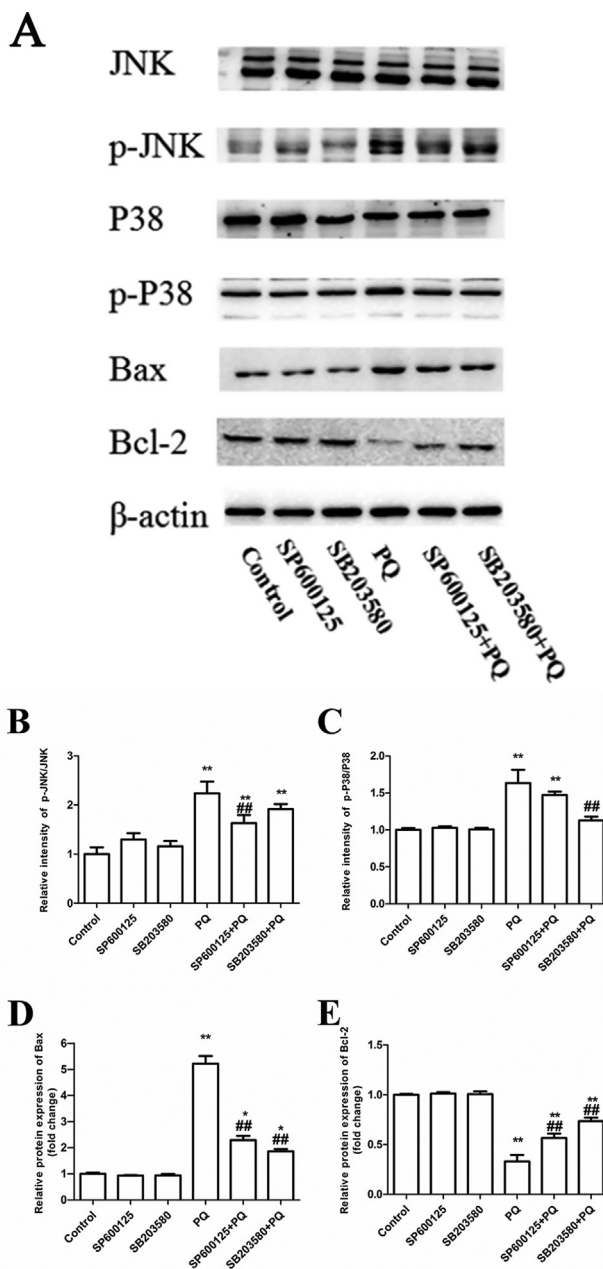 A
JNK
p-JNK
P38
p-P38
Bax
Bcl-2
β-actin
Control
SP600125
SB203580
PQ
SP600125+PQ
SB203580+PQ
B
Relative intensity of p-JNK/JNK
4
3
2
1
0
**
**
##
**
Control
SP600125
SB203580
PQ
SP600125+PQ
SB203580+PQ
C
Relative intensity of p-P38/P38
2.0
1.5
1.0
0.5
0.0
**
**
##
Control
SP600125
SB203580
PQ
SP600125+PQ
SB203580+PQ
D
Relative protein expression of Bax
(fold change)
6
5
4
3
2
1
0
**
*
##
*
##
Control
SP600125
SB203580
PQ
SP600125+PQ
SB203580+PQ
E
Relative protein expression of Bcl-2
(fold change)
1.5
1.0
0.5
0.0
**
**
##
**
##
Control
SP600125
SB203580
PQ
SP600125+PQ
SB203580+PQ